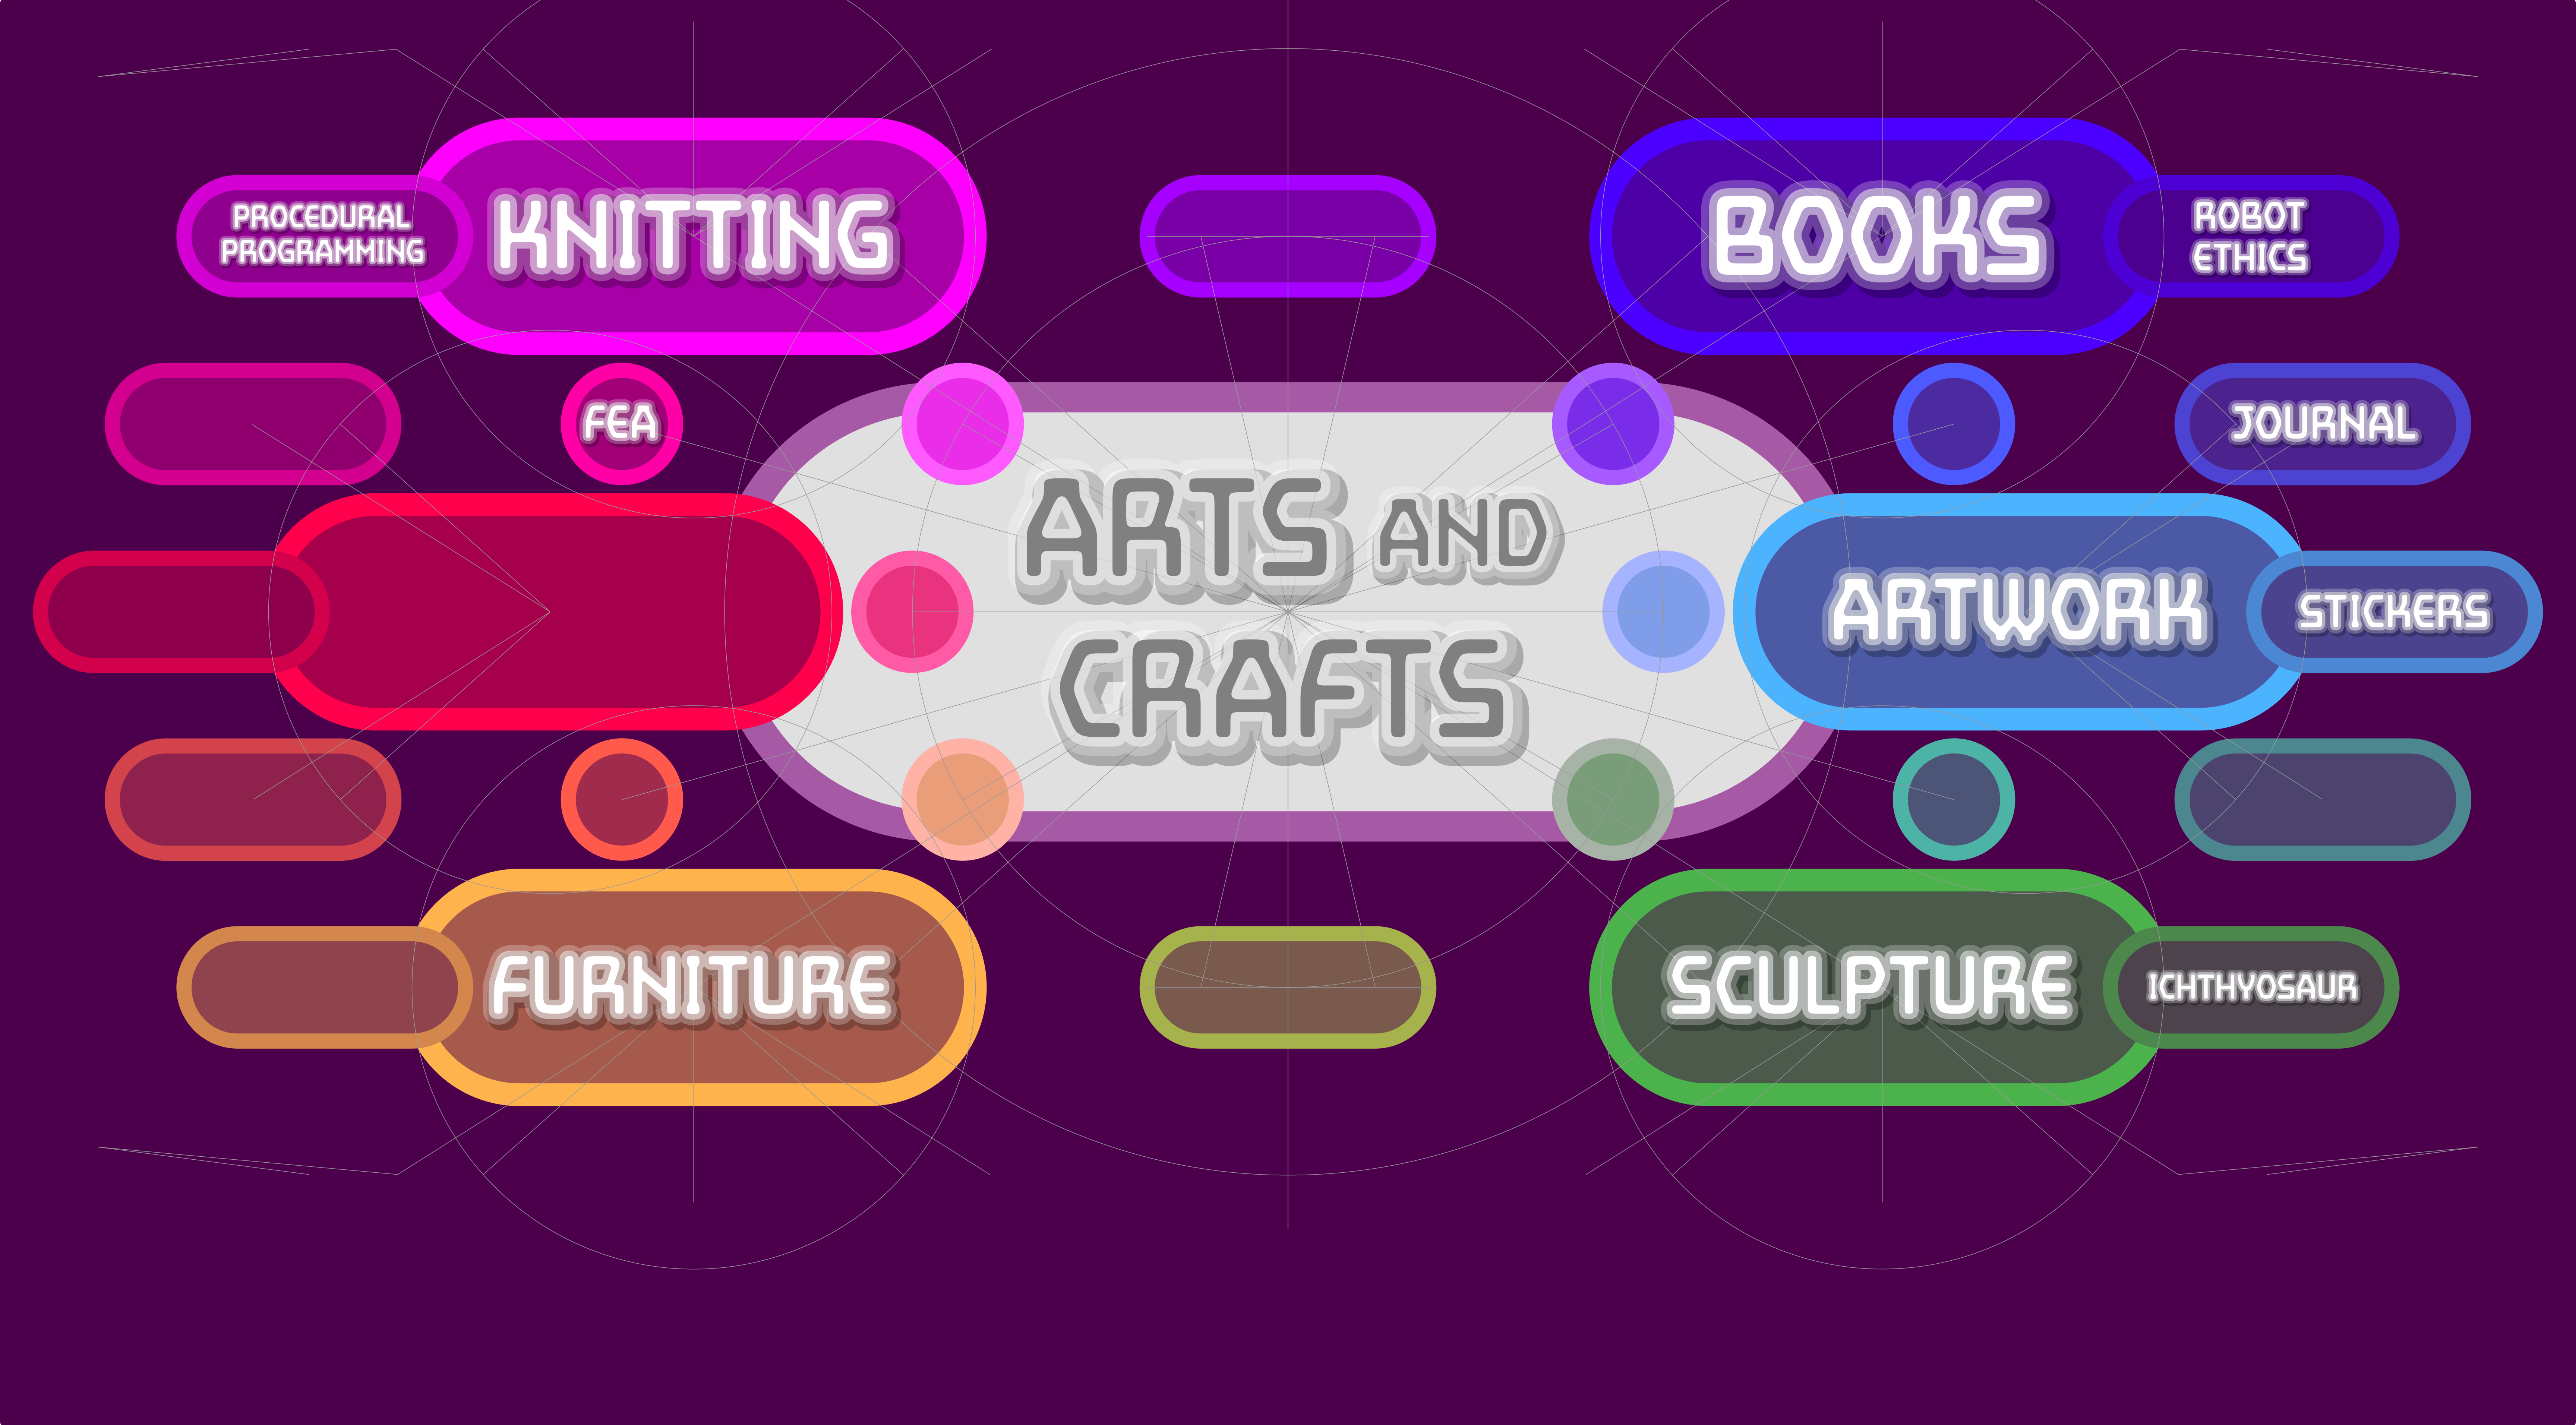 PROCEDURAL
PROGRAMMING
KNITTING
BOOKS
ROBOT
ETHICS
FEA
JOURNAL
ARTS AND
CRAFTS
ARTWORK
STICKERS
FURNITURE
SCULPTURE
ICHTHYOSAUR